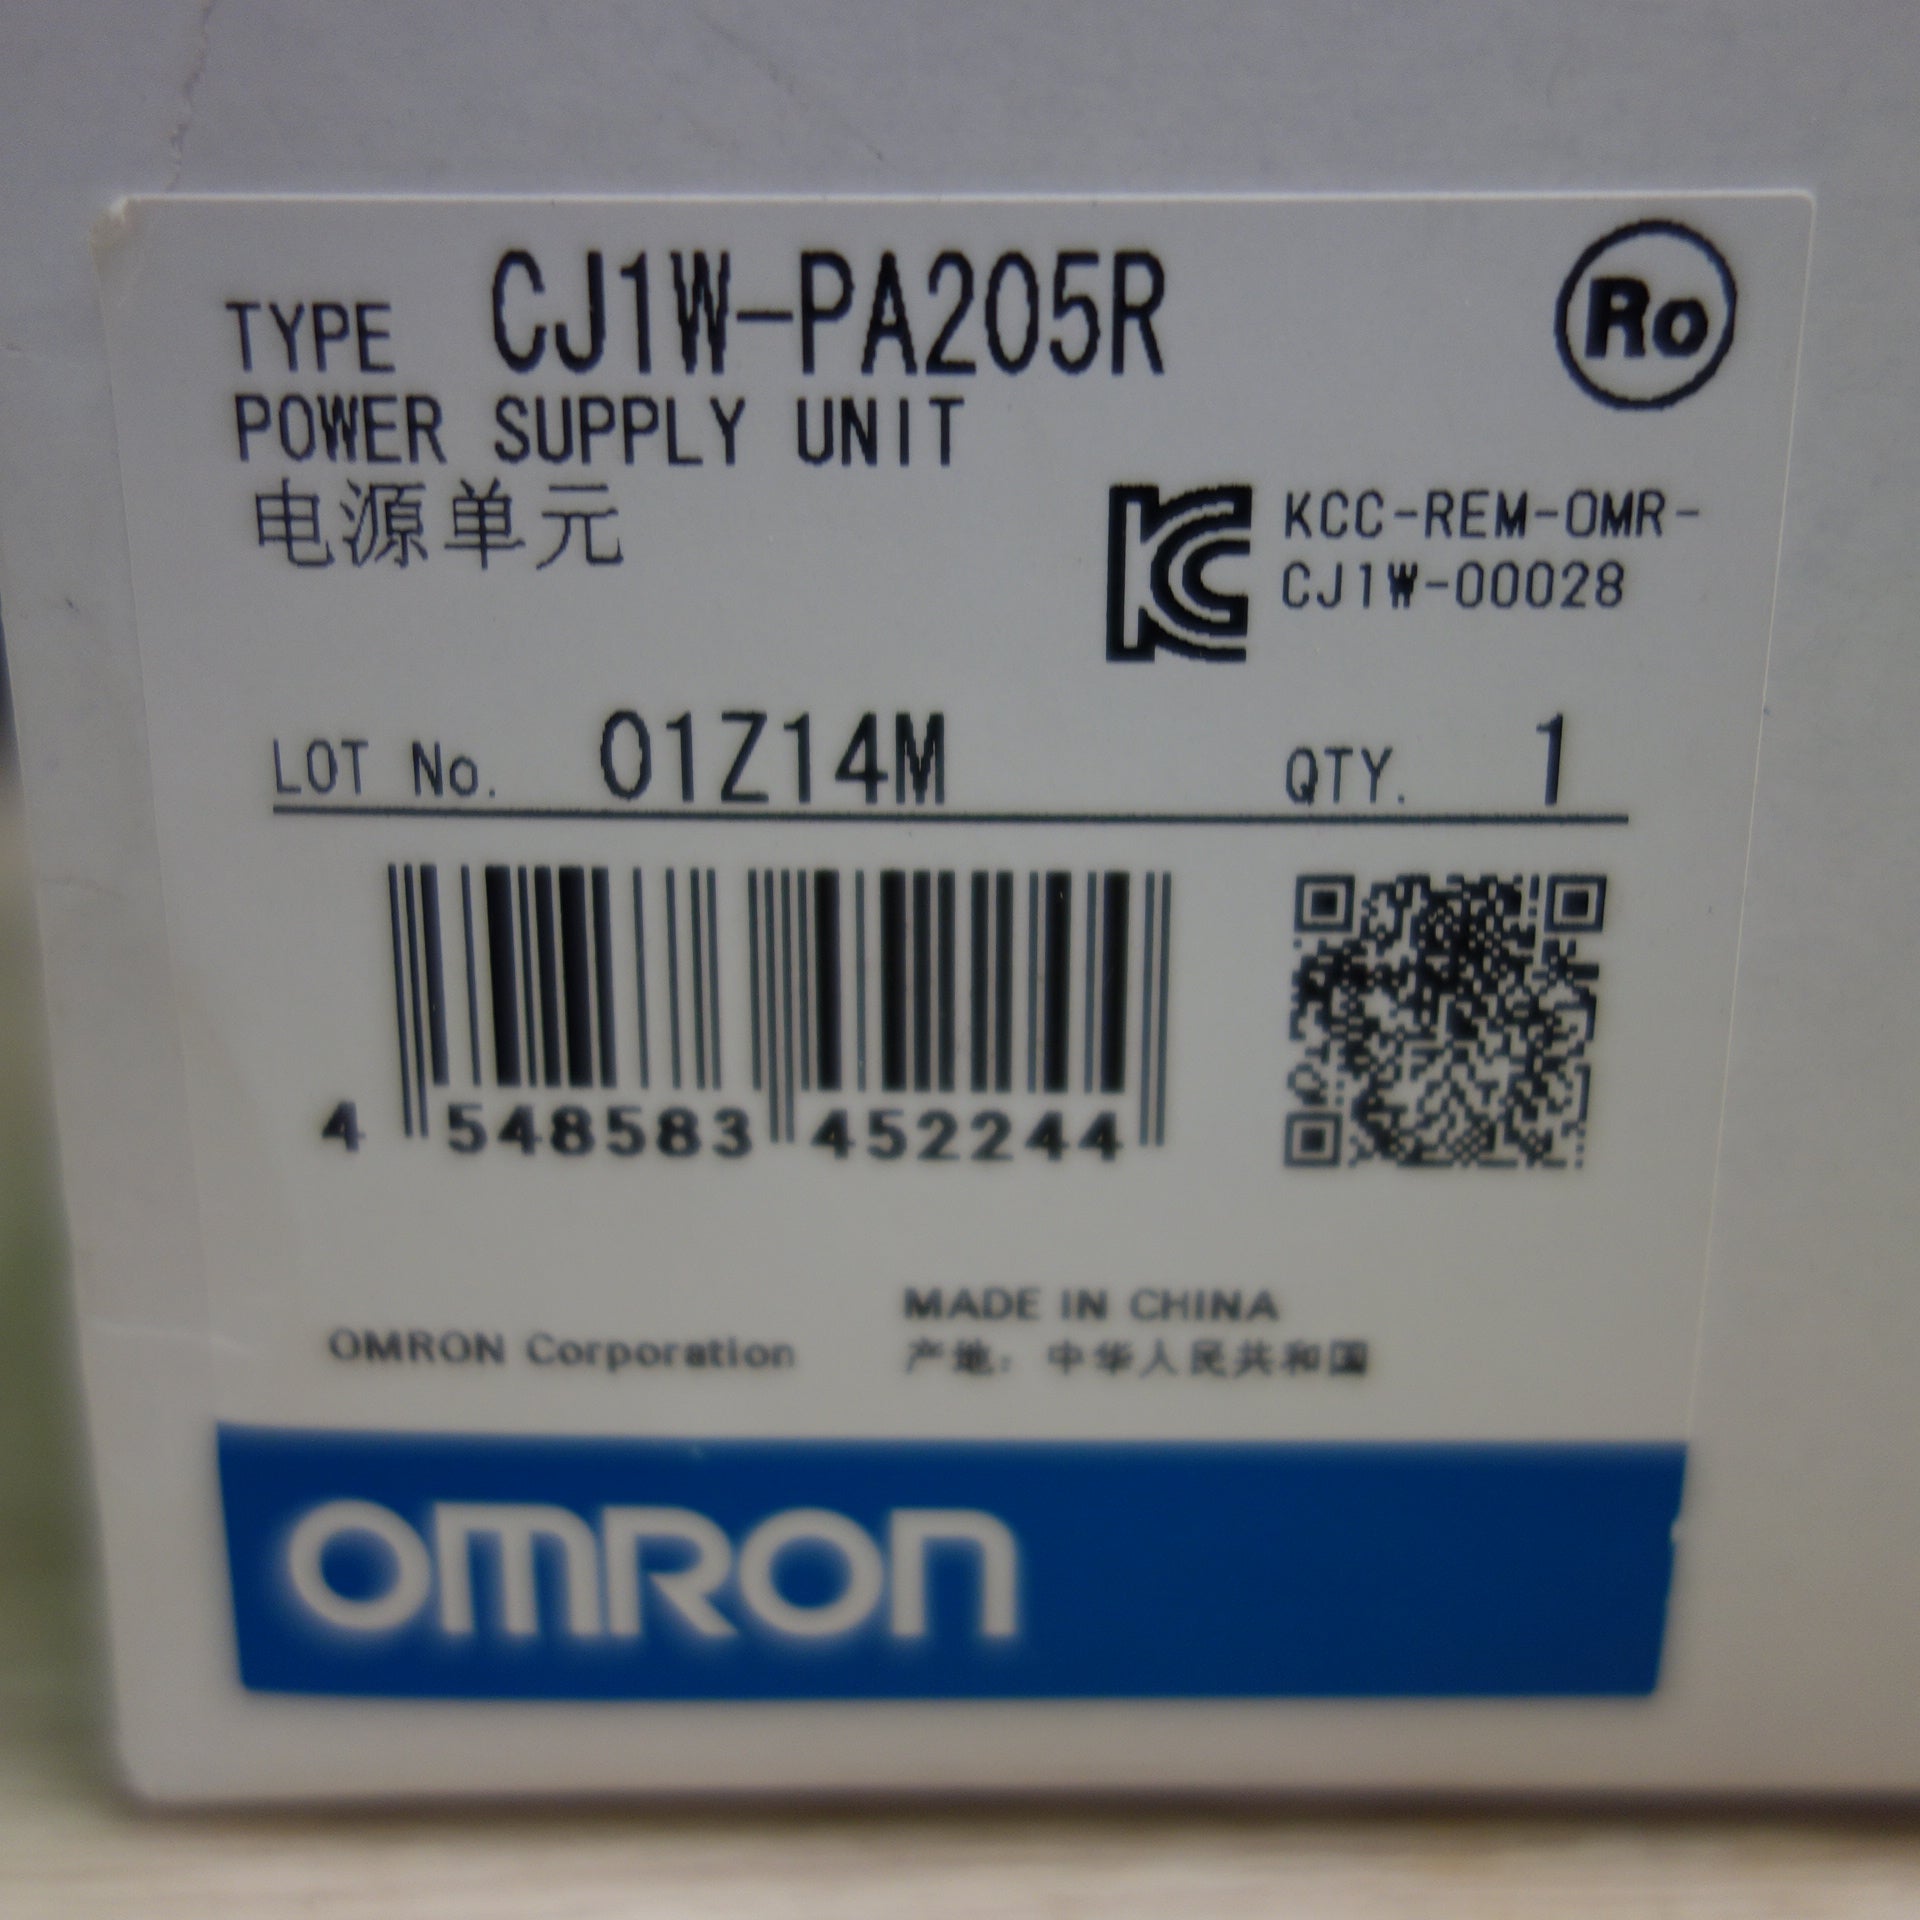 TYPE CJ1W-PA205R
Ro
POWER SUPPLY UNIT
电源单元
KC KCC-REM-OMR-
CJ1W-00028
LOT No. 01Z14M QTY. 1
4 548583 452244
MADE IN CHINA
OMRON Corporation
产地：中华人民共和国
OMRON